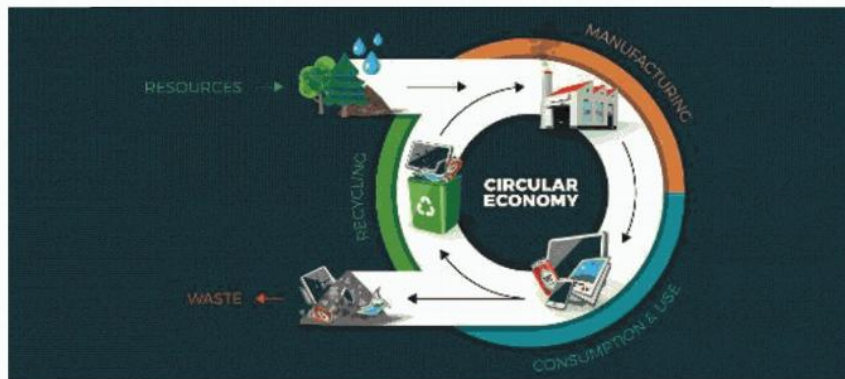 MANUFACTURING
RESOURCES
RECYCLING
CIRCULAR
ECONOMY
WASTE
CONSUMPTION & USE